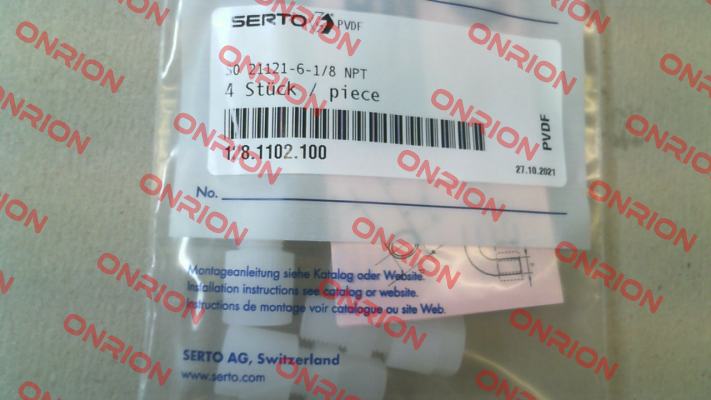 SERTO PVDF
SO 21121-6-1/8 NPT
4 Stück / piece
1/8.1102.100
27.10.2021
PVDF
No.
Montageanleitung siehe Katalog oder Website.
Installation instructions see catalog or website.
Instructions de montage voir catalogue ou site Web.
SERTO AG, Switzerland
www.serto.com
ONRION